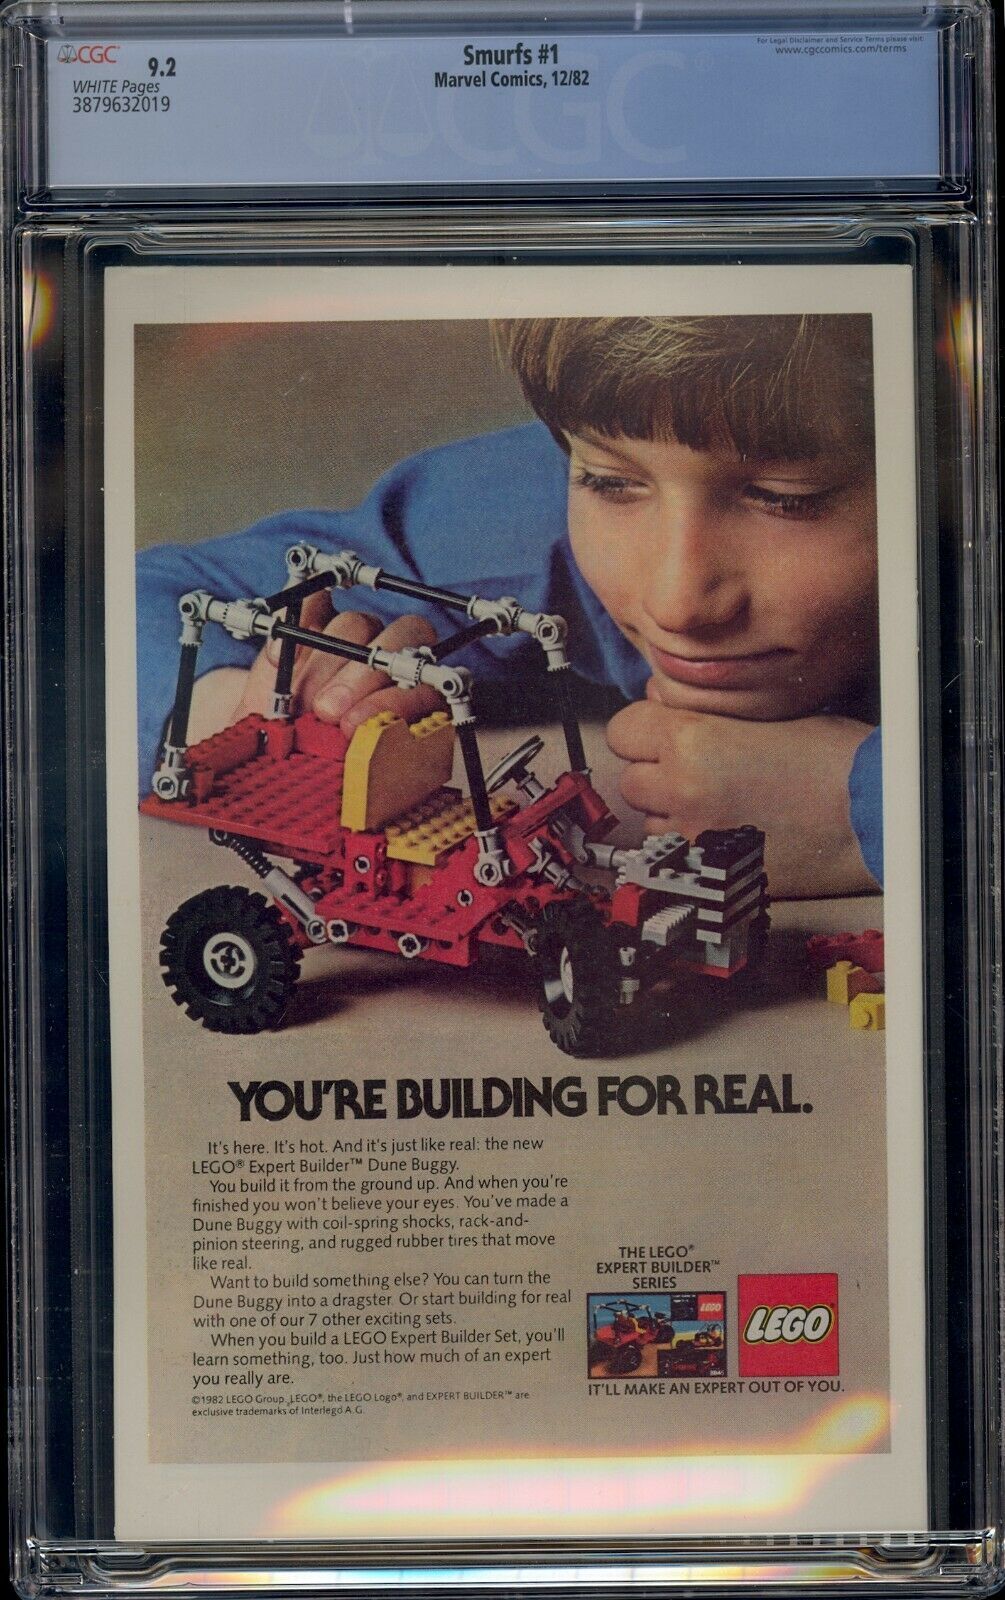 CGC
9.2
WHITE Pages
3879632019
Smurfs #1
Marvel Comics, 12/82
For Legal Disclaimer and Service Terms please visit:
www.cgccomics.com/terms
CGC
YOU'RE BUILDING FOR REAL.
It's here. It's hot. And it's just like real: the new
LEGO® Expert Builder™ Dune Buggy.
You build it from the ground up. And when you're
finished you won't believe your eyes. You've made a
Dune Buggy with coil-spring shocks, rack-and-
pinion steering, and rugged rubber tires that move
like real.
Want to build something else? You can turn the
Dune Buggy into a dragster. Or start building for real
with one of our 7 other exciting sets.
When you build a LEGO Expert Builder Set, you'll
learn something, too. Just how much of an expert
you really are.
©1982 LEGO Group. LEGO®, the LEGO Logo®, and EXPERT BUILDER™ are
exclusive trademarks of Interlego A.G.
THE LEGO®
EXPERT BUILDER™
SERIES
LEGO
LEGO
IT'LL MAKE AN EXPERT OUT OF YOU.